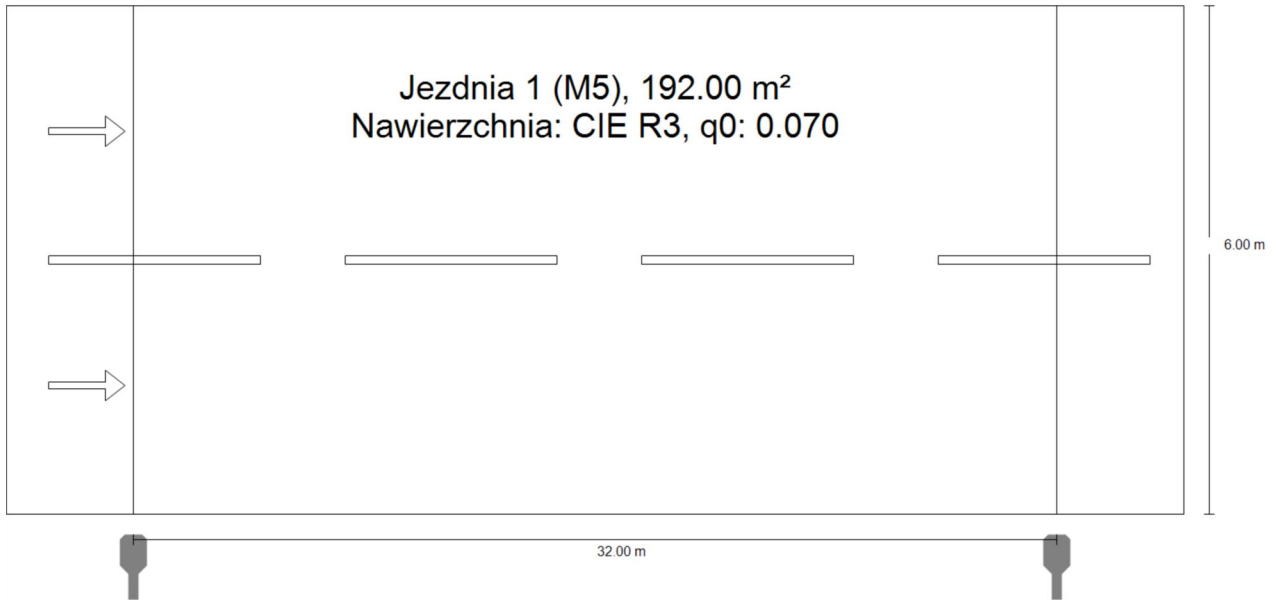 Jezdnia 1 (M5), 192.00 m²
Nawierzchnia: CIE R3, q0: 0.070
6.00 m
32.00 m